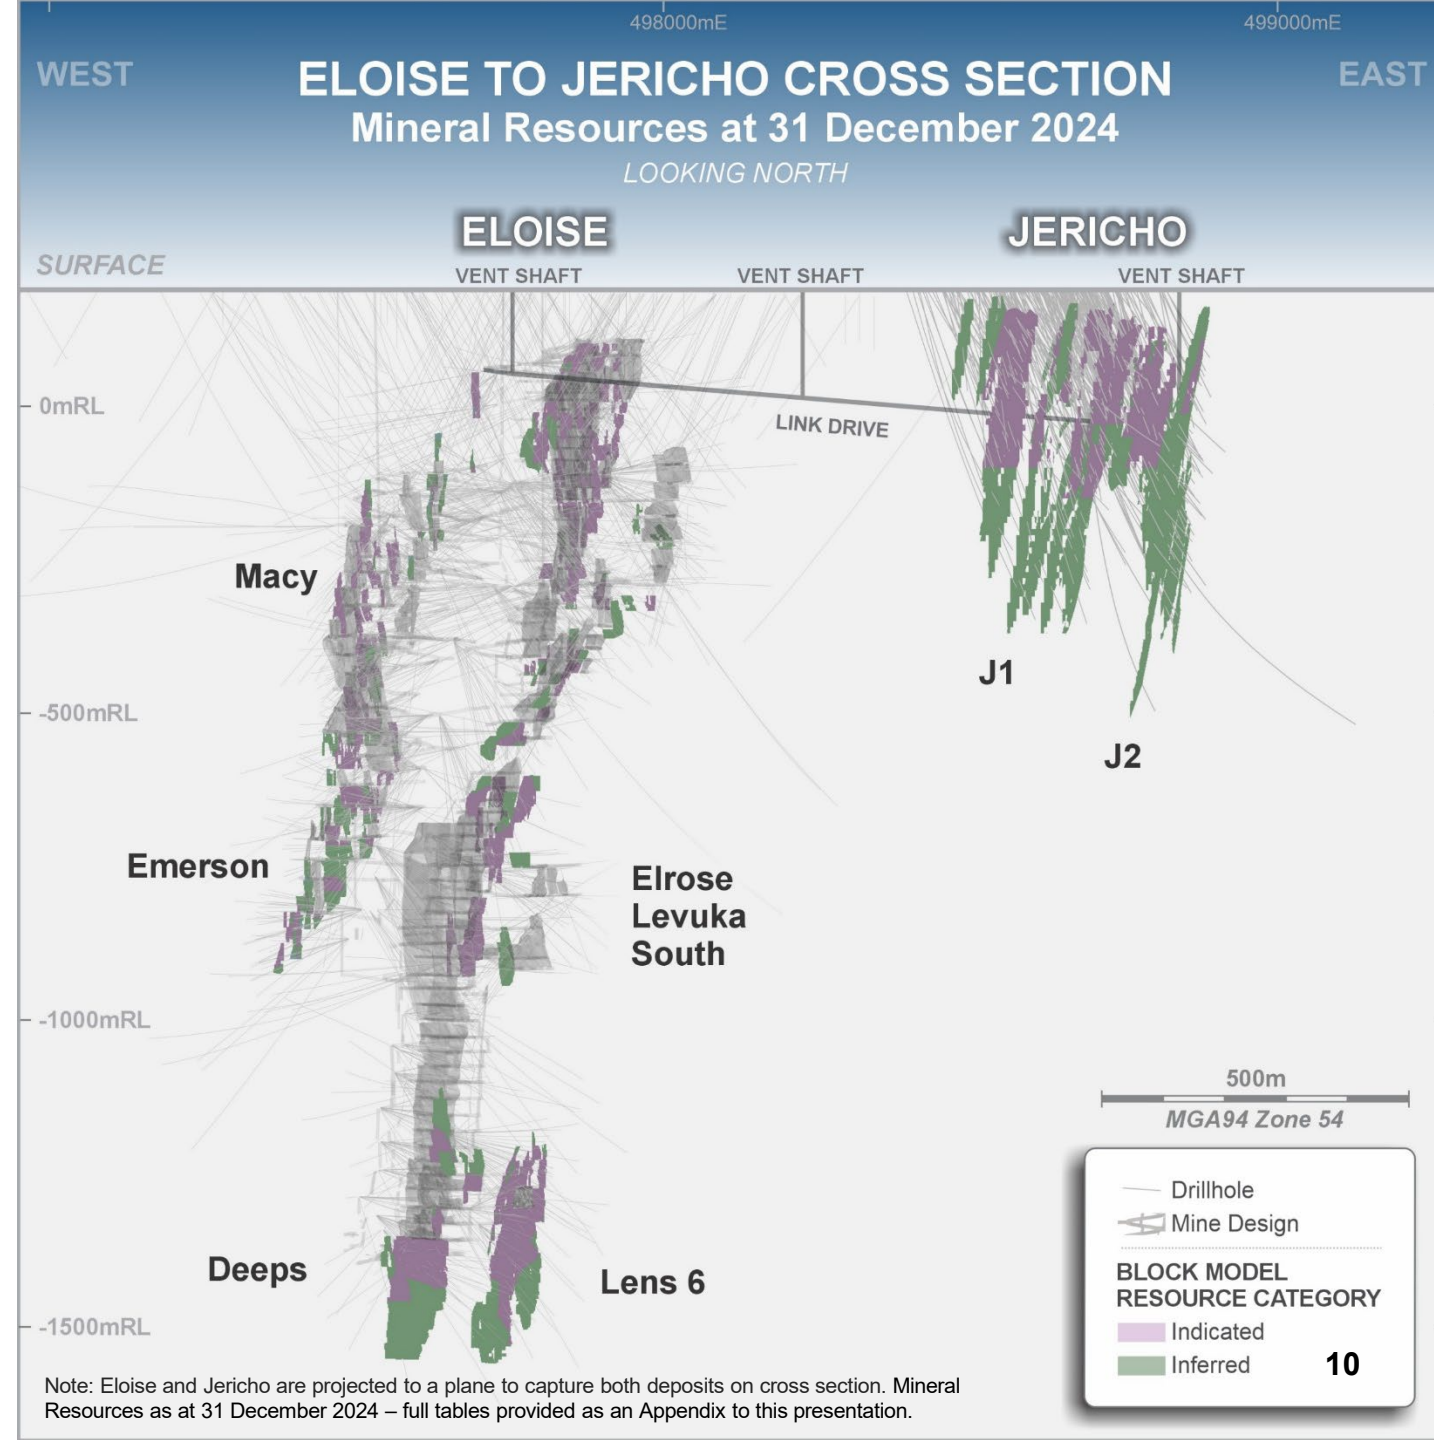 498000mE
499000mE
WEST
ELOISE TO JERICHO CROSS SECTION
EAST
Mineral Resources at 31 December 2024
LOOKING NORTH
ELOISE
JERICHO
SURFACE
VENT SHAFT
VENT SHAFT
VENT SHAFT
0mRL
LINK DRIVE
Macy
J1
-500mRL
J2
Emerson
Elrose
Levuka
South
-1000mRL
500m
MGA94 Zone 54
Drillhole
Mine Design
Deeps
Lens 6
BLOCK MODEL
RESOURCE CATEGORY
-1500mRL
Indicated
Inferred
10
Note: Eloise and Jericho are projected to a plane to capture both deposits on cross section. Mineral
Resources as at 31 December 2024 – full tables provided as an Appendix to this presentation.